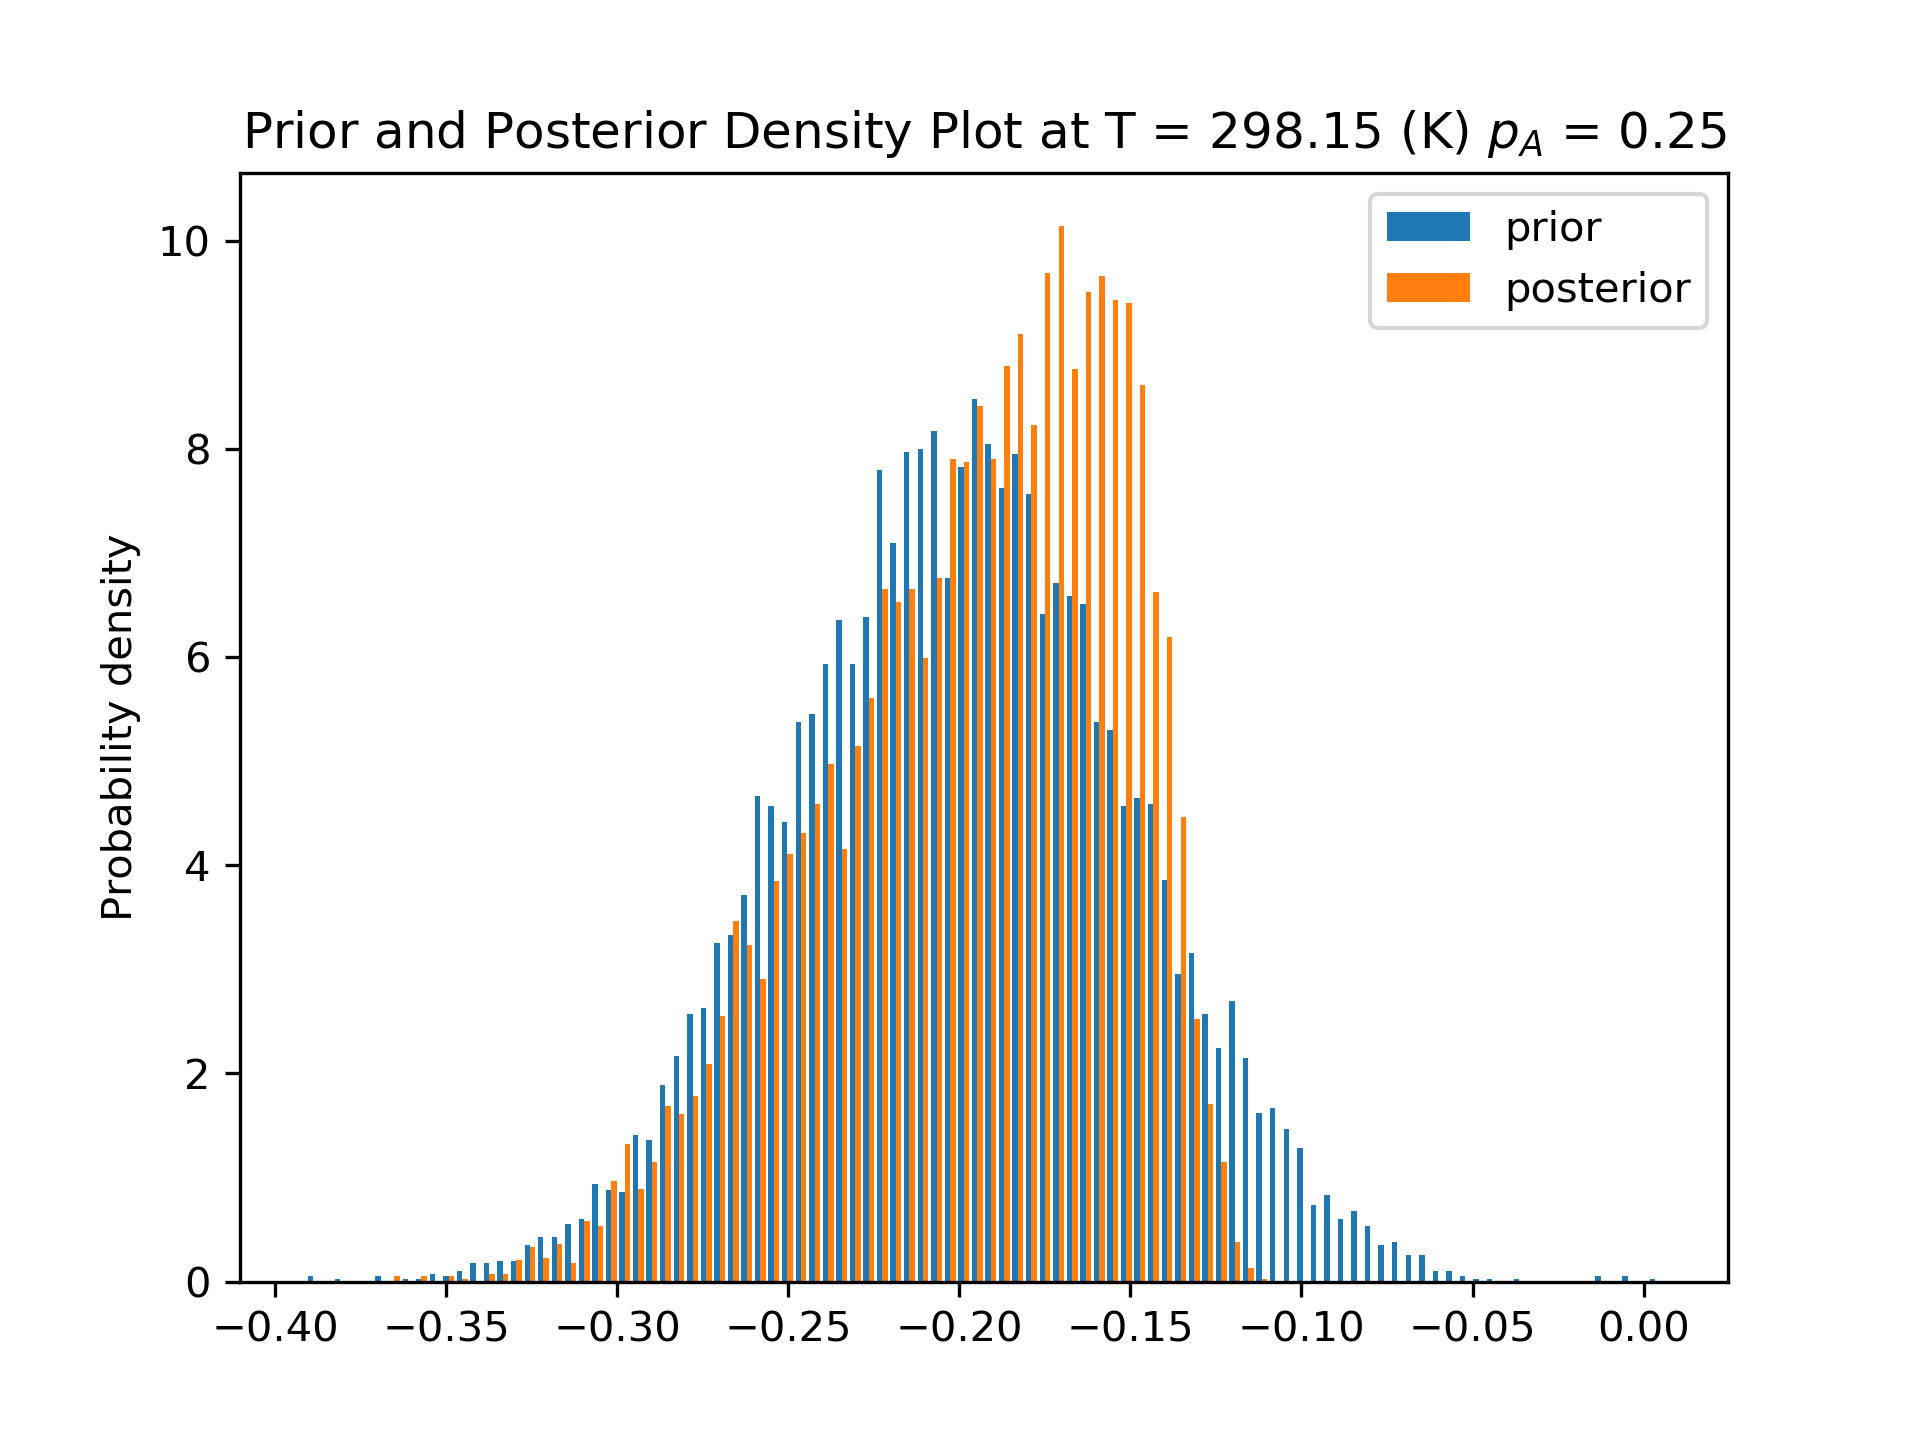 Prior and Posterior Density Plot at T = 298.15 (K) p_A = 0.25
prior
posterior
Probability density
10
8
6
4
2
0
−0.40 −0.35 −0.30 −0.25 −0.20 −0.15 −0.10 −0.05 0.00